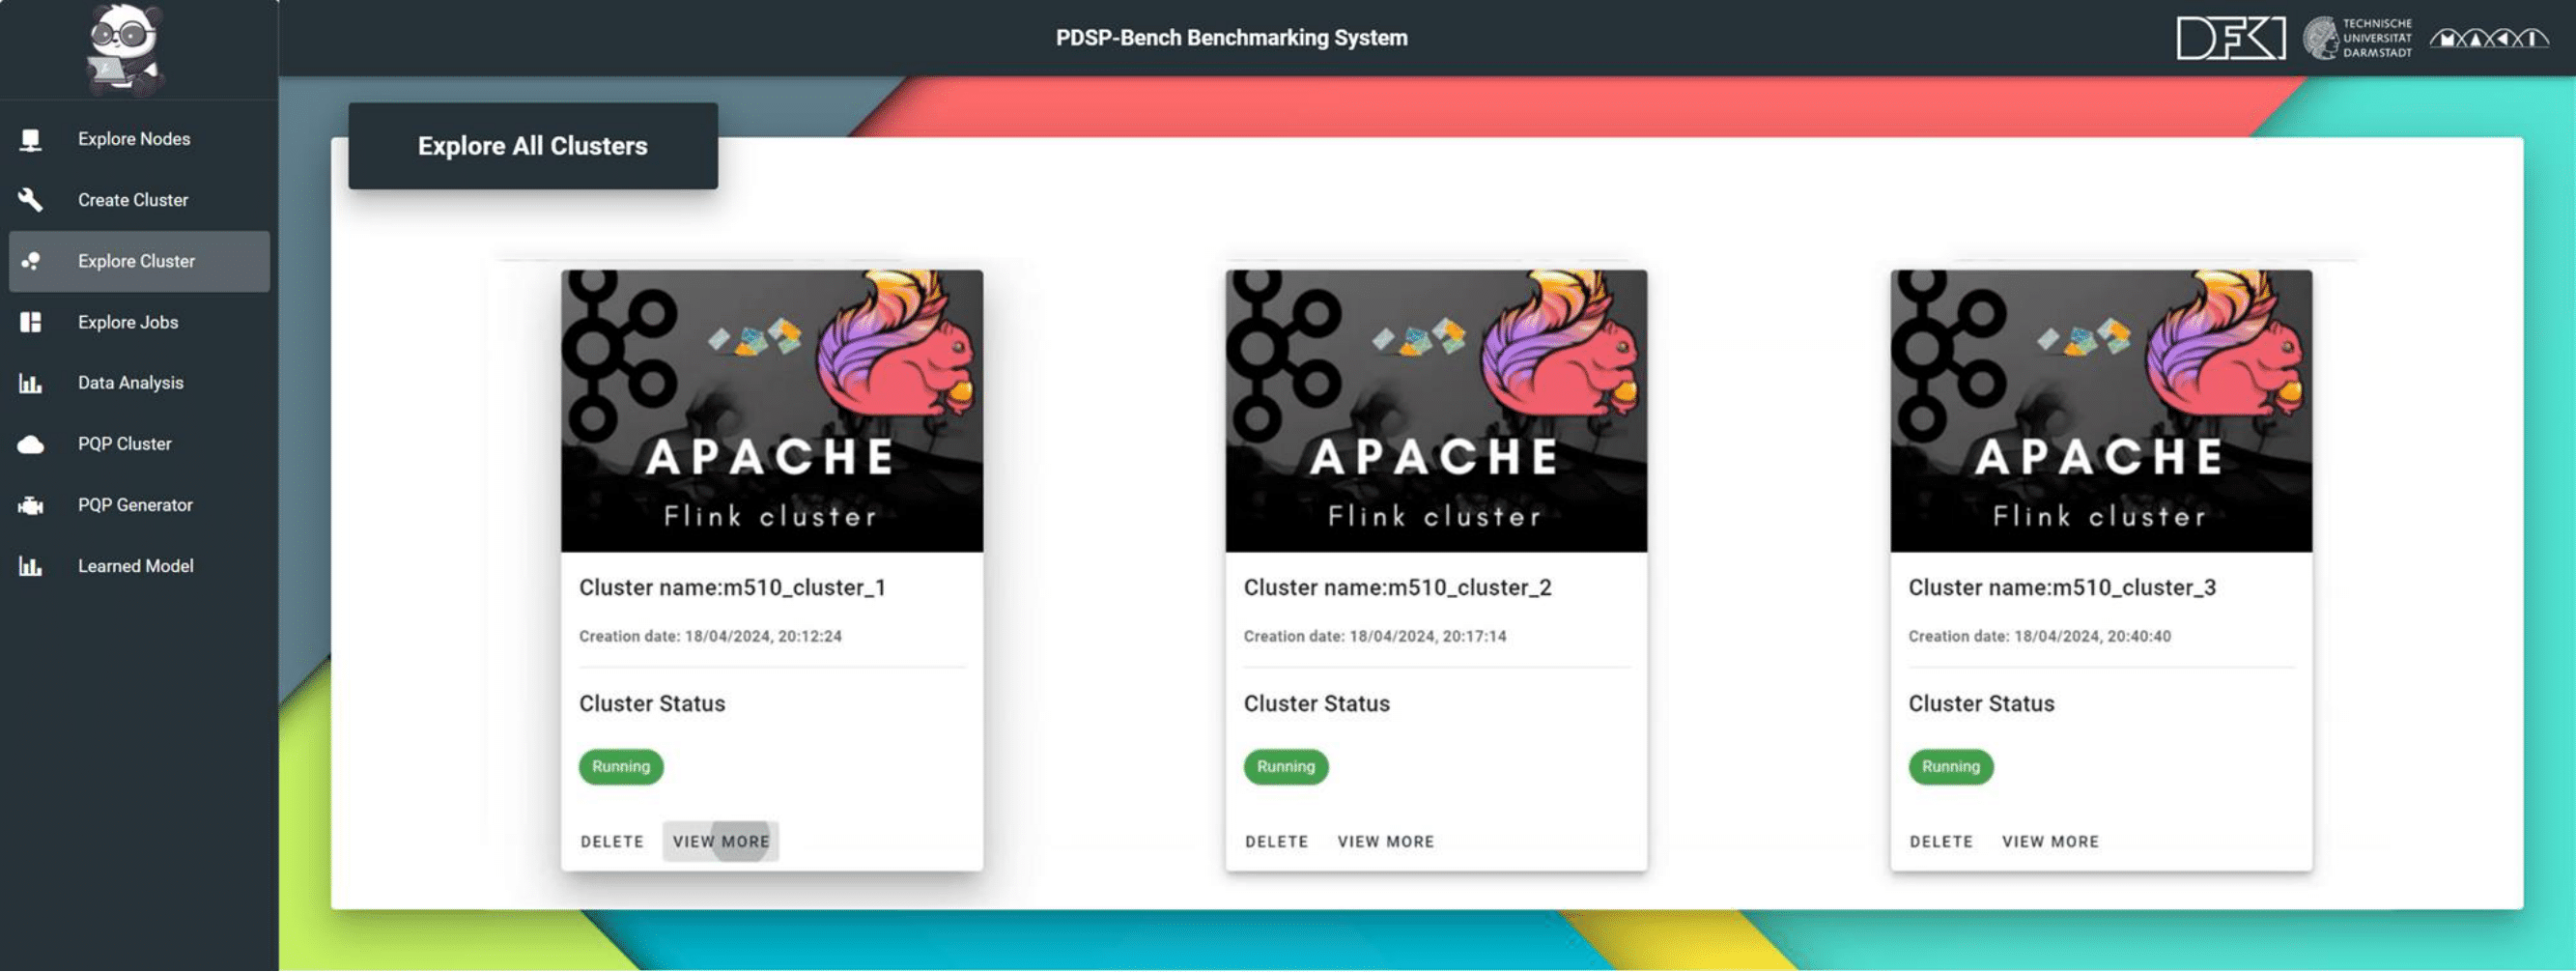 PDSP-Bench Benchmarking System
DFKI
TECHNISCHE
UNIVERSITÄT
DARMSTADT
MAKI
Explore Nodes
Create Cluster
Explore Cluster
Explore Jobs
Data Analysis
PQP Cluster
PQP Generator
Learned Model
Explore All Clusters
APACHE
Flink cluster
Cluster name:m510_cluster_1
Creation date: 18/04/2024, 20:12:24
Cluster Status
Running
DELETE VIEW MORE
APACHE
Flink cluster
Cluster name:m510_cluster_2
Creation date: 18/04/2024, 20:17:14
Cluster Status
Running
DELETE VIEW MORE
APACHE
Flink cluster
Cluster name:m510_cluster_3
Creation date: 18/04/2024, 20:40:40
Cluster Status
Running
DELETE VIEW MORE